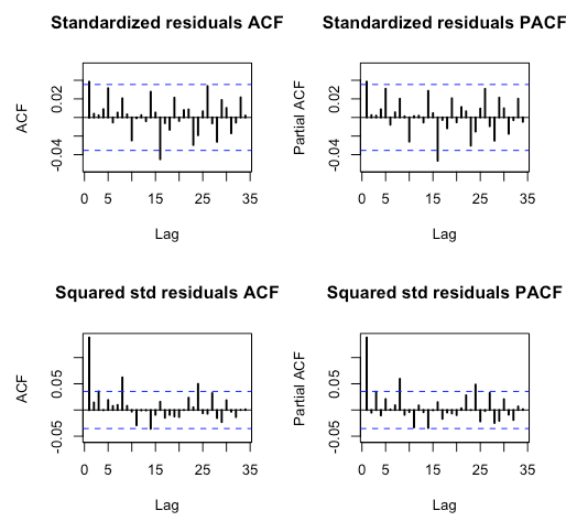 Standardized residuals ACF
ACF
0.02
-0.04
0 5 15 25 35
Lag
Standardized residuals PACF
Partial ACF
0.02
-0.04
0 5 15 25 35
Lag
Squared std residuals ACF
ACF
0.05
-0.05
0 5 15 25 35
Lag
Squared std residuals PACF
Partial ACF
0.05
-0.05
0 5 15 25 35
Lag